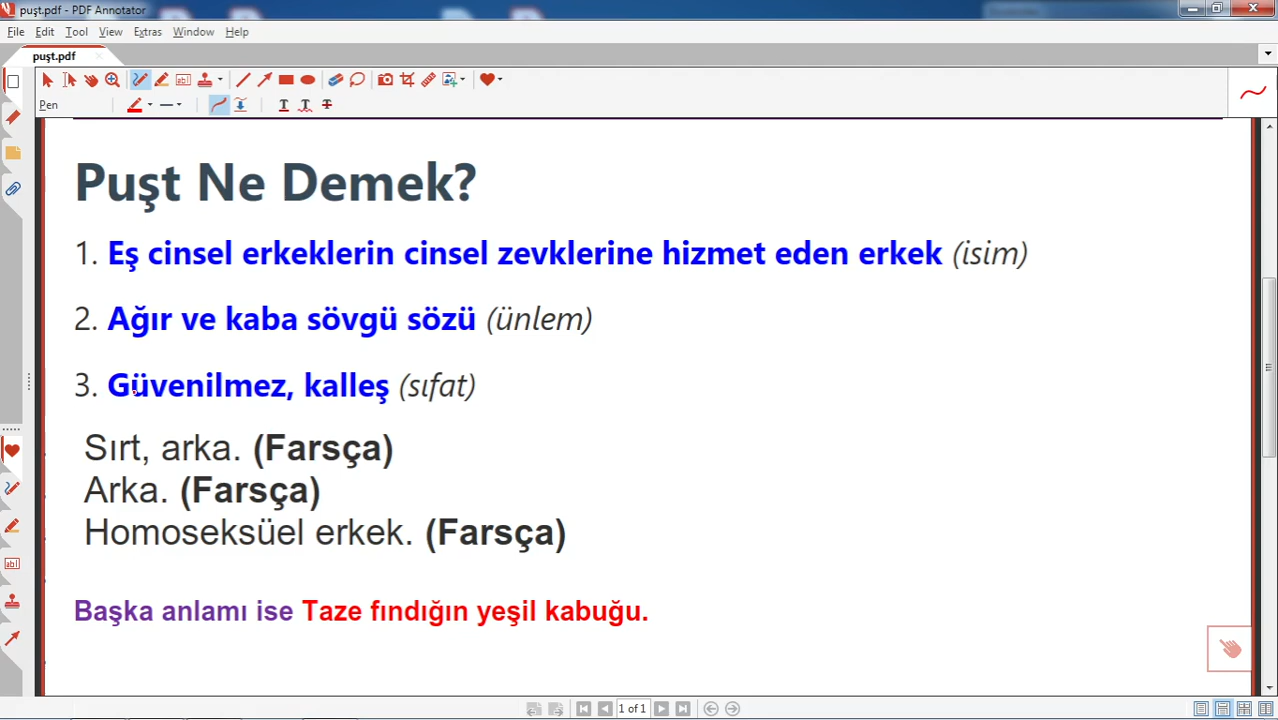 puşt.pdf - PDF Annotator
File Edit Tool View Extras Window Help
puşt.pdf
Pen
Puşt Ne Demek?
1. Eş cinsel erkeklerin cinsel zevklerine hizmet eden erkek (isim)
2. Ağır ve kaba sövgü sözü (ünlem)
3. Güvenilmez, kalleş (sıfat)
Sırt, arka. (Farsça)
Arka. (Farsça)
Homoseksüel erkek. (Farsça)
Başka anlamı ise Taze fındığın yeşil kabuğu.
1 of 1